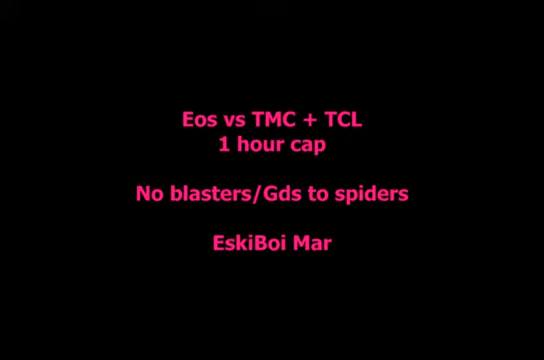 Eos vs TMC + TCL
1 hour cap
No blasters/Gds to spiders
EskiBoi Mar